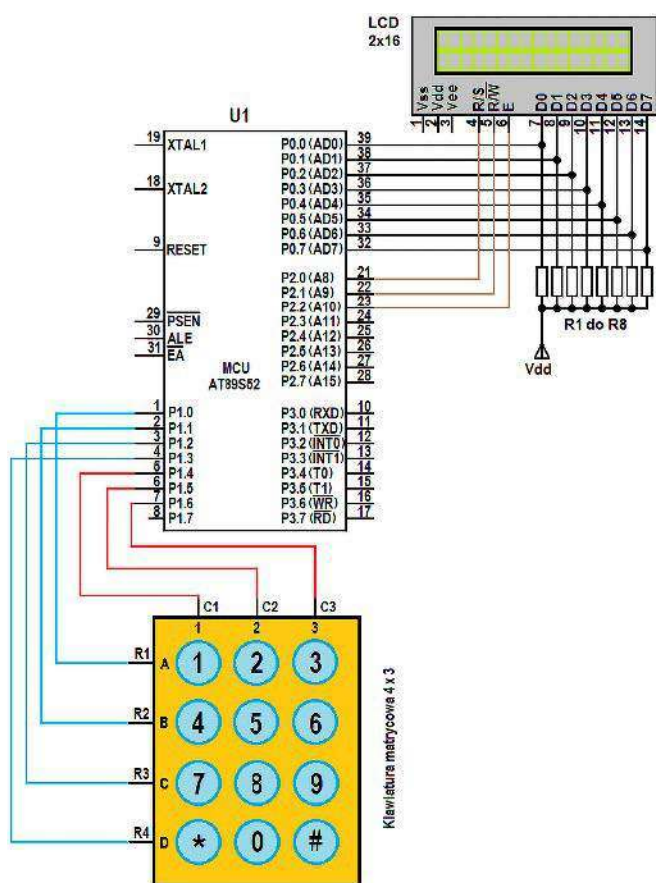 LCD
2x16
Vss
Vdd
Vee
R/S
R/W
E
D0
D1
D2
D3
D4
D5
D6
D7
1
2
3
4
5
6
7
8
9
10
11
12
13
14
U1
19 XTAL1
18 XTAL2
9 RESET
29 PSEN
30 ALE
31 EA
MCU
AT89S52
1 P1.0
2 P1.1
3 P1.2
4 P1.3
5 P1.4
6 P1.5
7 P1.6
8 P1.7
P0.0 (AD0) 39
P0.1 (AD1) 38
P0.2 (AD2) 37
P0.3 (AD3) 36
P0.4 (AD4) 35
P0.5 (AD5) 34
P0.6 (AD6) 33
P0.7 (AD7) 32
P2.0 (A8) 21
P2.1 (A9) 22
P2.2 (A10) 23
P2.3 (A11) 24
P2.4 (A12) 25
P2.5 (A13) 26
P2.6 (A14) 27
P2.7 (A15) 28
P3.0 (RXD) 10
P3.1 (TXD) 11
P3.2 (INT0) 12
P3.3 (INT1) 13
P3.4 (T0) 14
P3.5 (T1) 15
P3.6 (WR) 16
P3.7 (RD) 17
R1 do R8
Vdd
C1 C2 C3
1 2 3
R1 A 1 2 3
R2 B 4 5 6
R3 C 7 8 9
R4 D * 0 #
Klawiatura matrycowa 4 x 3